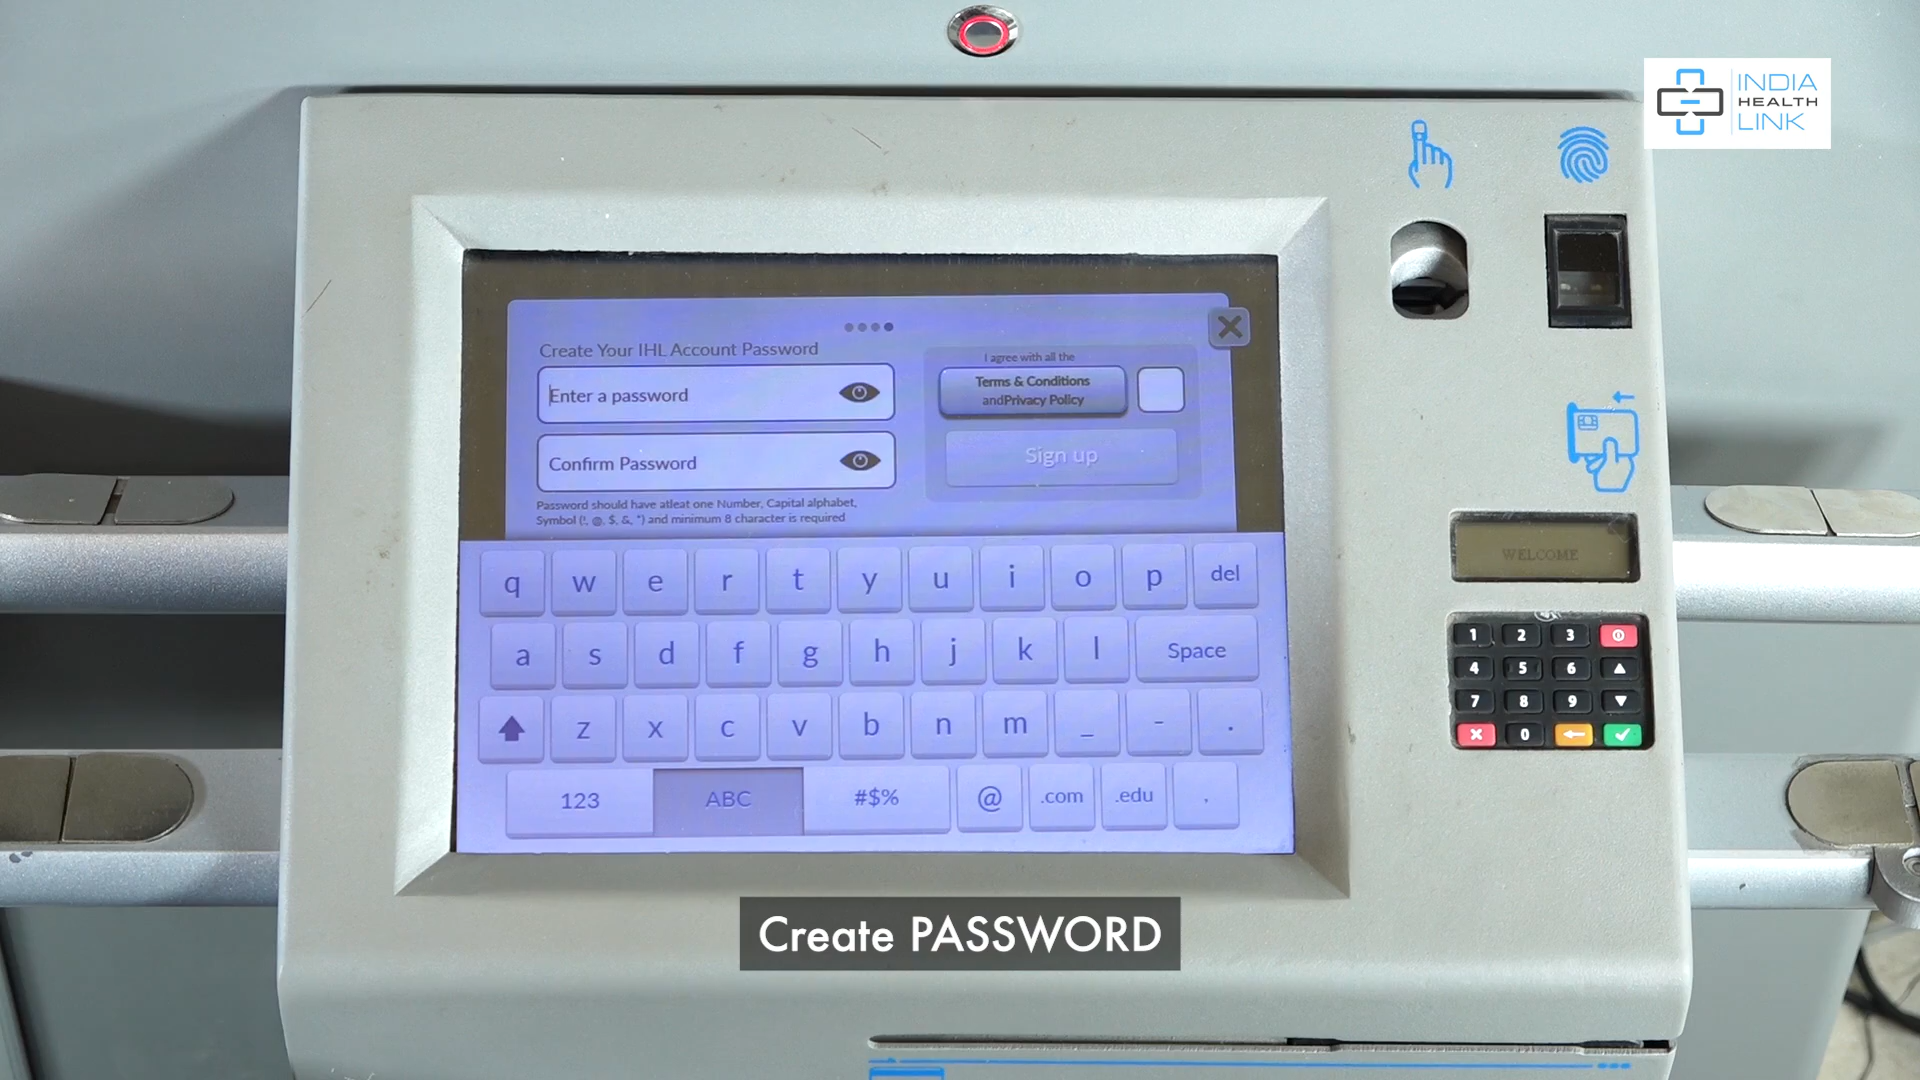 INDIA
HEALTH
LINK
Create Your IHL Account Password
Enter a password
Confirm Password
Password should have atleat one Number, Capital alphabet,
Symbol (!, @, $, &, *) and minimum 8 character is required
I agree with all the
Terms & Conditions
andPrivacy Policy
Sign up
q w e r t y u i o p del
a s d f g h j k l Space
z x c v b n m _ - .
123 ABC #$% @ .com .edu ,
WELCOME
1 2 3
4 5 6
7 8 9
0
Create PASSWORD